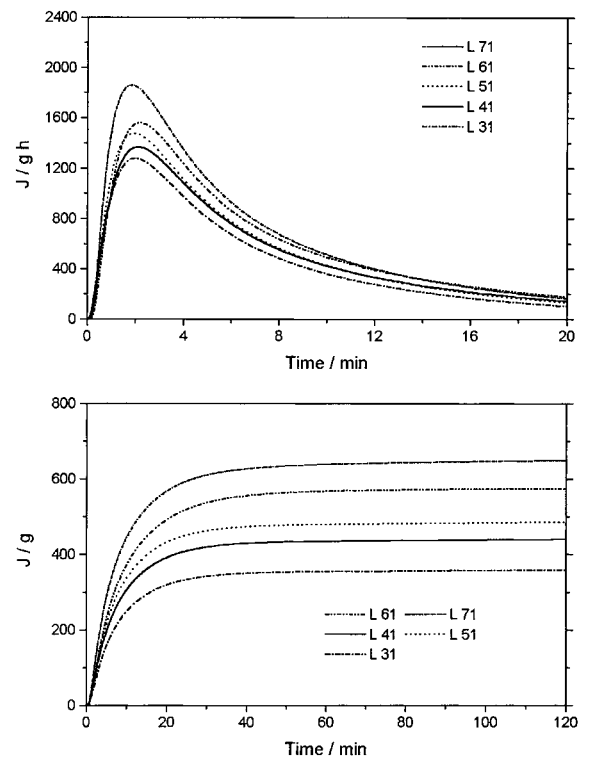 2400
2000
1600
1200
800
400
0
J / g h
L 71
L 61
L 51
L 41
L 31
0 4 8 12 16 20
Time / min
800
600
400
200
0
J / g
L 61 L 71
L 41 L 51
L 31
0 20 40 60 80 100 120
Time / min